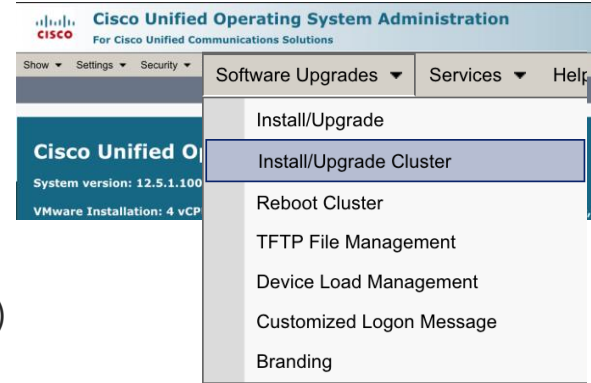 cisco
Cisco Unified Operating System Administration
For Cisco Unified Communications Solutions
Show Settings Security Software Upgrades Services Help
Install/Upgrade
Install/Upgrade Cluster
Cisco Unified
System version: 12.5.1.100
Reboot Cluster
VMware Installation: 4 vCP
TFTP File Management
Device Load Management
)
Customized Logon Message
Branding